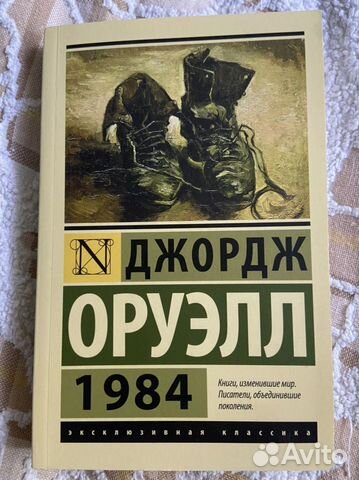 N ДЖОРДЖ
ОРУЭЛЛ
1984
Книги, изменившие мир.
Писатели, объединившие
поколения.
эксклюзивная классика
Avito